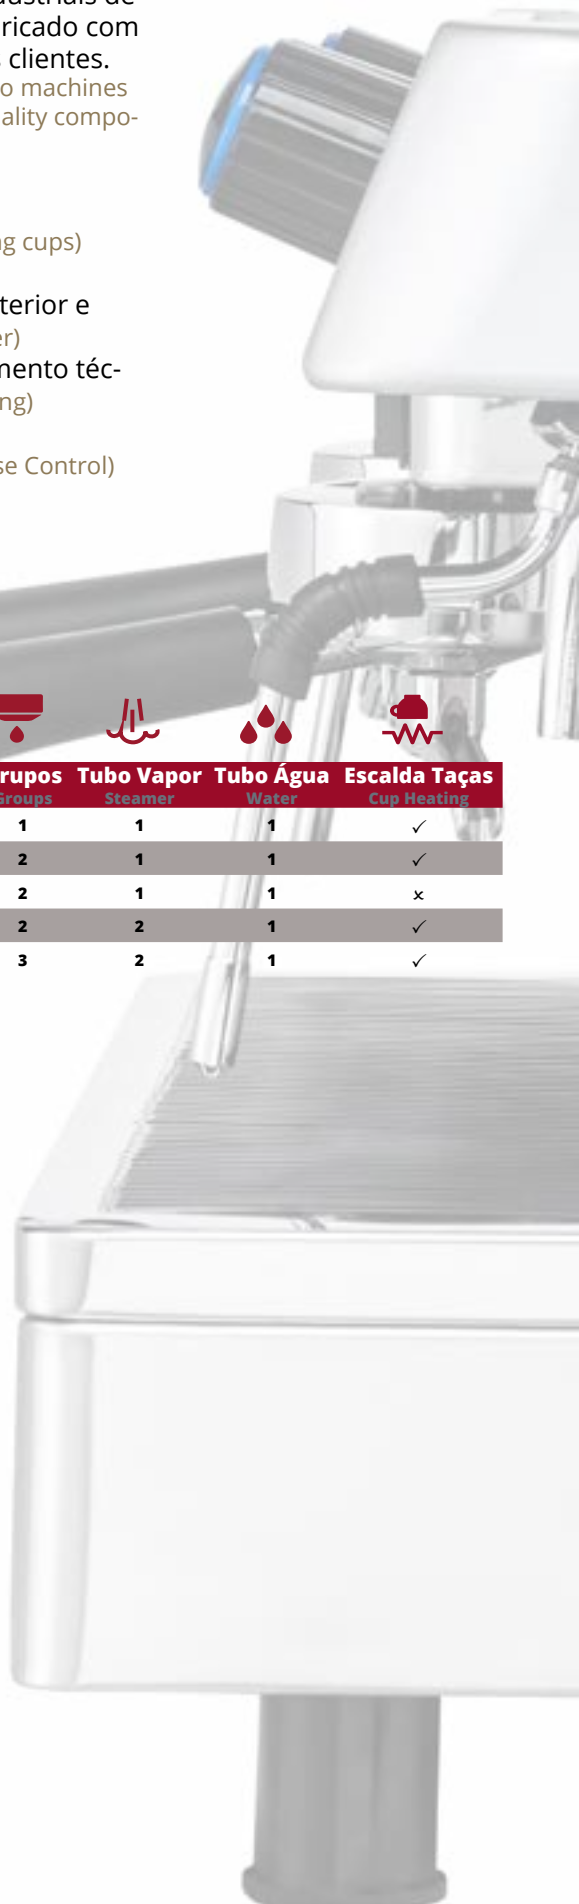 ricado com
clientes.
o machines
ality compo-
g cups)
terior e
er)
mento téc-
ng)
se Control)
rupos Tubo Vapor Tubo Água Escalda Taças
Groups Steamer Water Cup Heating
1 1 1 ✓
2 1 1 ✓
2 1 1 x
2 2 1 ✓
3 2 1 ✓